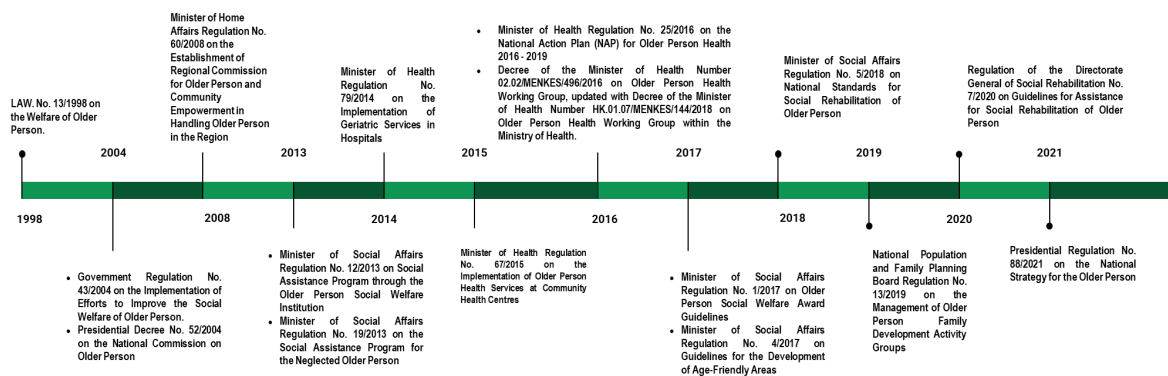 LAW. No. 13/1998 on
the Welfare of Older
Person.
Minister of Home
Affairs Regulation No.
60/2008 on the
Establishment of
Regional Commission
for Older Person and
Community
Empowerment in
Handling Older Person
in the Region
Minister of Health
Regulation No.
79/2014 on the
Implementation of
Geriatric Services in
Hospitals
• Minister of Health Regulation No. 25/2016 on the
National Action Plan (NAP) for Older Person Health
2016 - 2019
• Decree of the Minister of Health Number
02.02/MENKES/496/2016 on Older Person Health
Working Group, updated with Decree of the Minister
of Health Number HK.01.07/MENKES/144/2018 on
Older Person Health Working Group within the
Ministry of Health.
Minister of Social Affairs
Regulation No. 5/2018 on
National Standards for
Social Rehabilitation of
Older Person
Regulation of the Directorate
General of Social Rehabilitation No.
7/2020 on Guidelines for Assistance
for Social Rehabilitation of Older
Person
2004 2013 2015 2017 2019 2021
1998 2008 2014 2016 2018 2020
• Government Regulation No.
43/2004 on the Implementation of
Efforts to Improve the Social
Welfare of Older Person.
• Presidential Decree No. 52/2004
on the National Commission on
Older Person
• Minister of Social Affairs
Regulation No. 12/2013 on Social
Assistance Program through the
Older Person Social Welfare
Institution
• Minister of Social Affairs
Regulation No. 19/2013 on the
Social Assistance Program for
the Neglected Older Person
Minister of Health Regulation
No. 67/2015 on the
Implementation of Older Person
Health Services at Community
Health Centres
• Minister of Social Affairs
Regulation No. 1/2017 on Older
Person Social Welfare Award
Guidelines
• Minister of Social Affairs
Regulation No. 4/2017 on
Guidelines for the Development
of Age-Friendly Areas
National Population
and Family Planning
Board Regulation No.
13/2019 on the
Management of Older
Person Family
Development Activity
Groups
Presidential Regulation No.
88/2021 on the National
Strategy for the Older Person